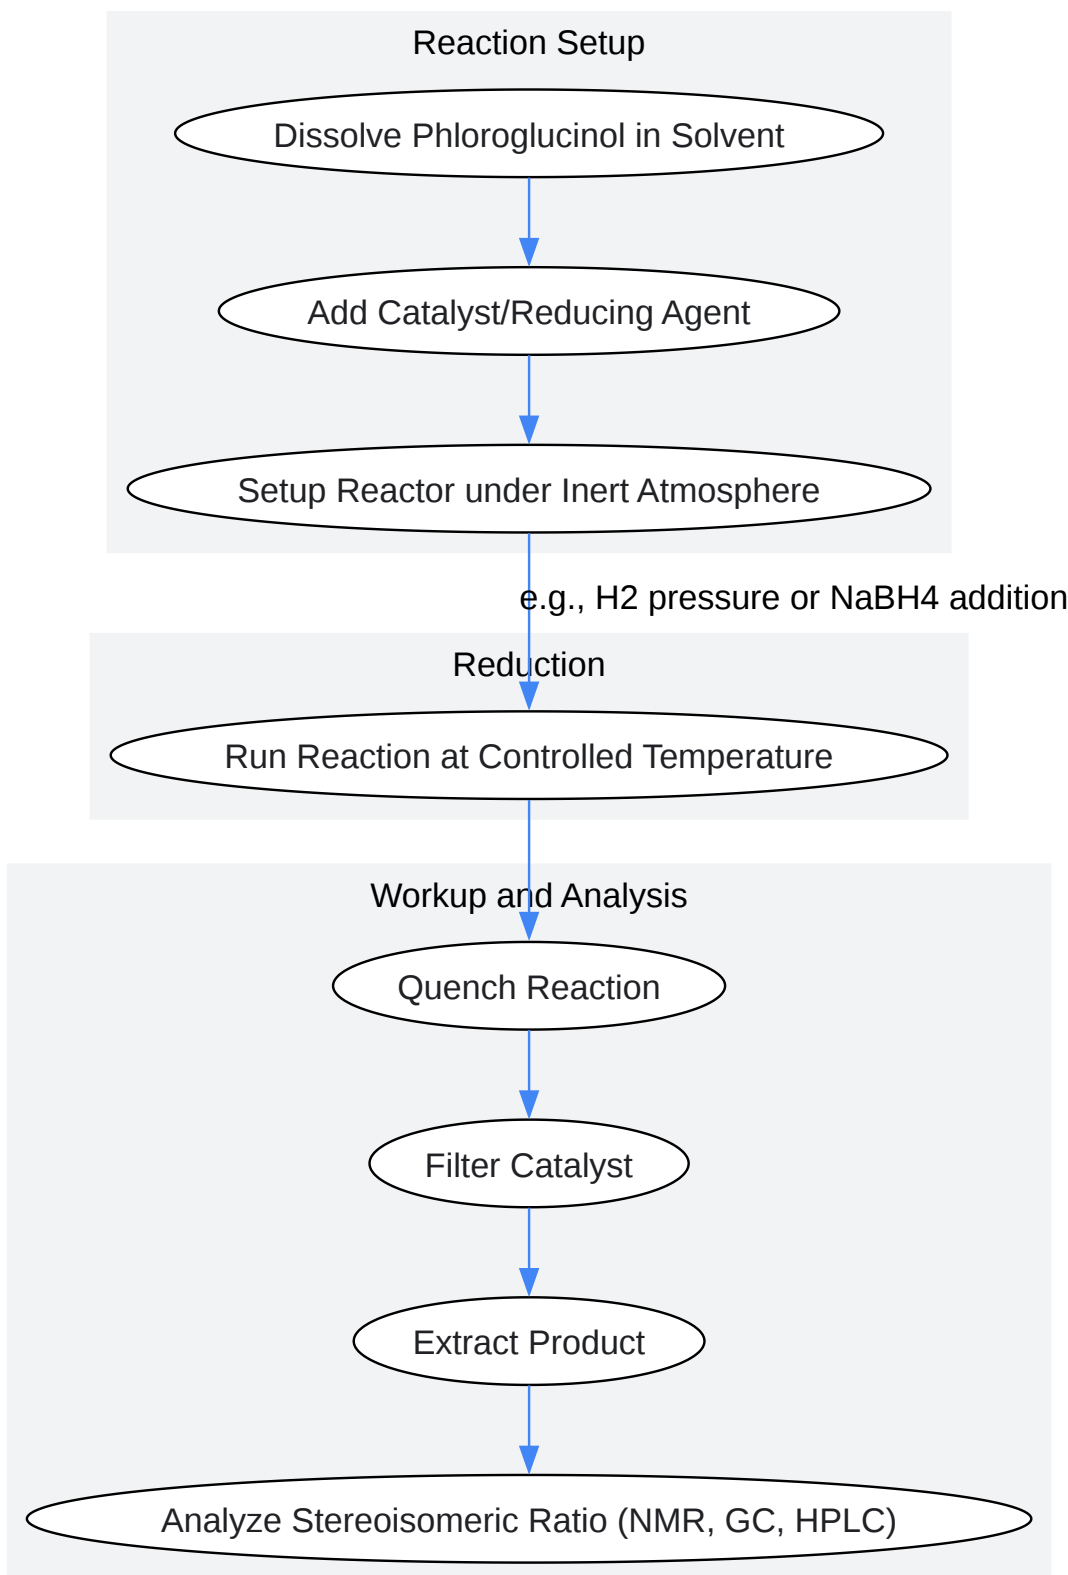 Reaction Setup
Dissolve Phloroglucinol in Solvent
Add Catalyst/Reducing Agent
Setup Reactor under Inert Atmosphere
e.g., H2 pressure or NaBH4 addition
Reduction
Run Reaction at Controlled Temperature
Workup and Analysis
Quench Reaction
Filter Catalyst
Extract Product
Analyze Stereoisomeric Ratio (NMR, GC, HPLC)